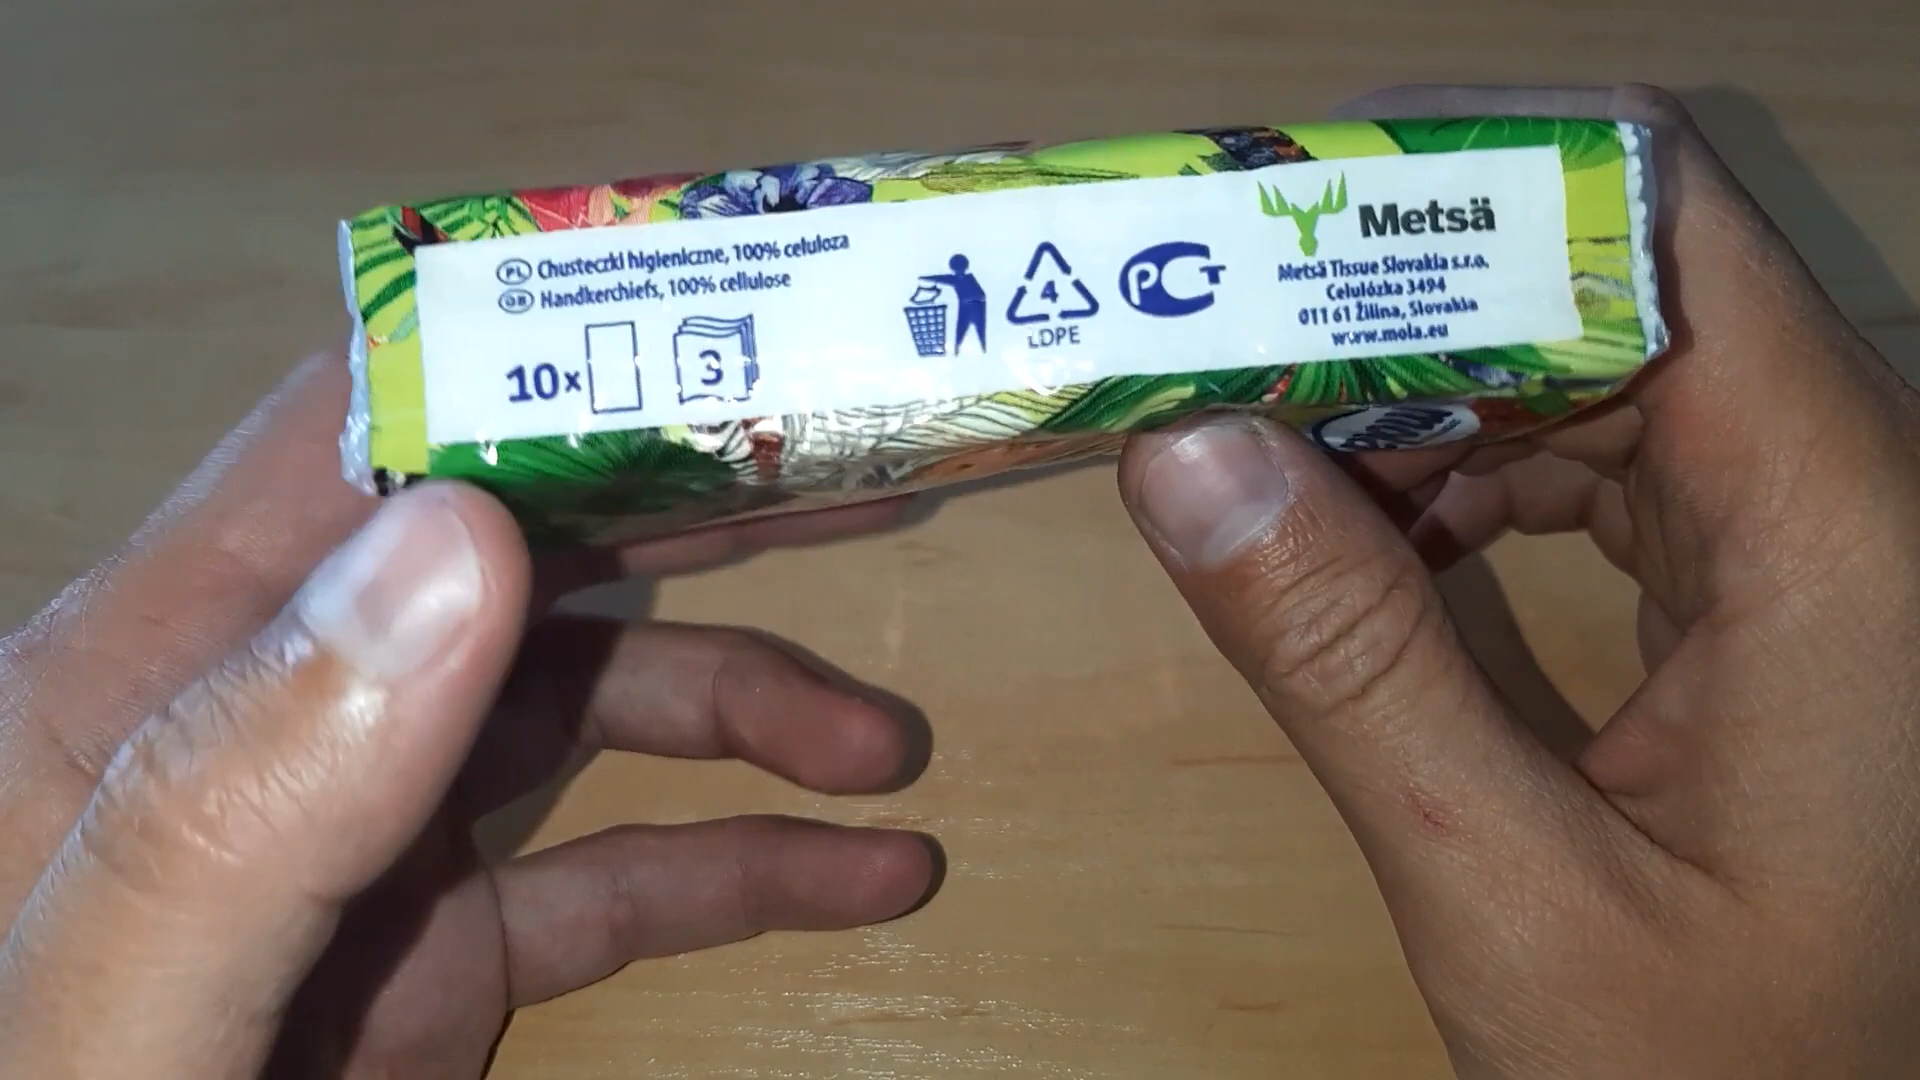 PL Chusteczki higieniczne, 100% celuloza
GB Handkerchiefs, 100% cellulose
10x
3
4
LDPE
PCT
Metsä
Metsä Tissue Slovakia s.r.o.
Celulózka 3494
011 61 Žilina, Slovakia
www.mola.eu